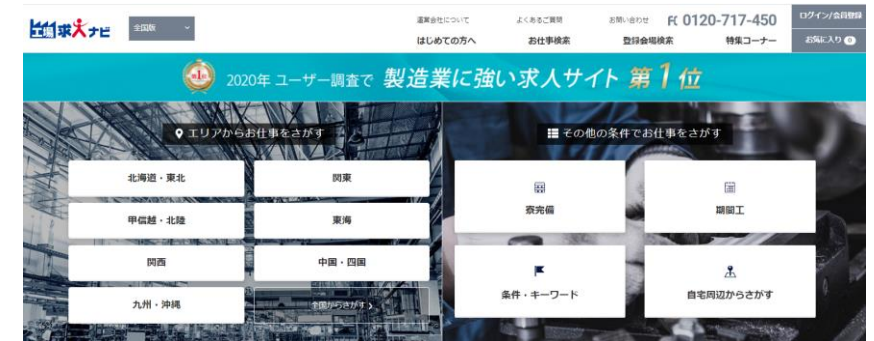 工場求人ナビ
全国版
運営会社について
よくあるご質問
お問い合わせ
0120-717-450
ログイン/会員登録
はじめての方へ
お仕事検索
登録会場検索
特集コーナー
お気に入り 0
2020年 ユーザー調査で 製造業に強い求人サイト 第1位
エリアからお仕事をさがす
その他の条件でお仕事をさがす
北海道・東北
関東
甲信越・北陸
東海
関西
中国・四国
九州・沖縄
全国からさがす
寮完備
期間工
条件・キーワード
自宅周辺からさがす